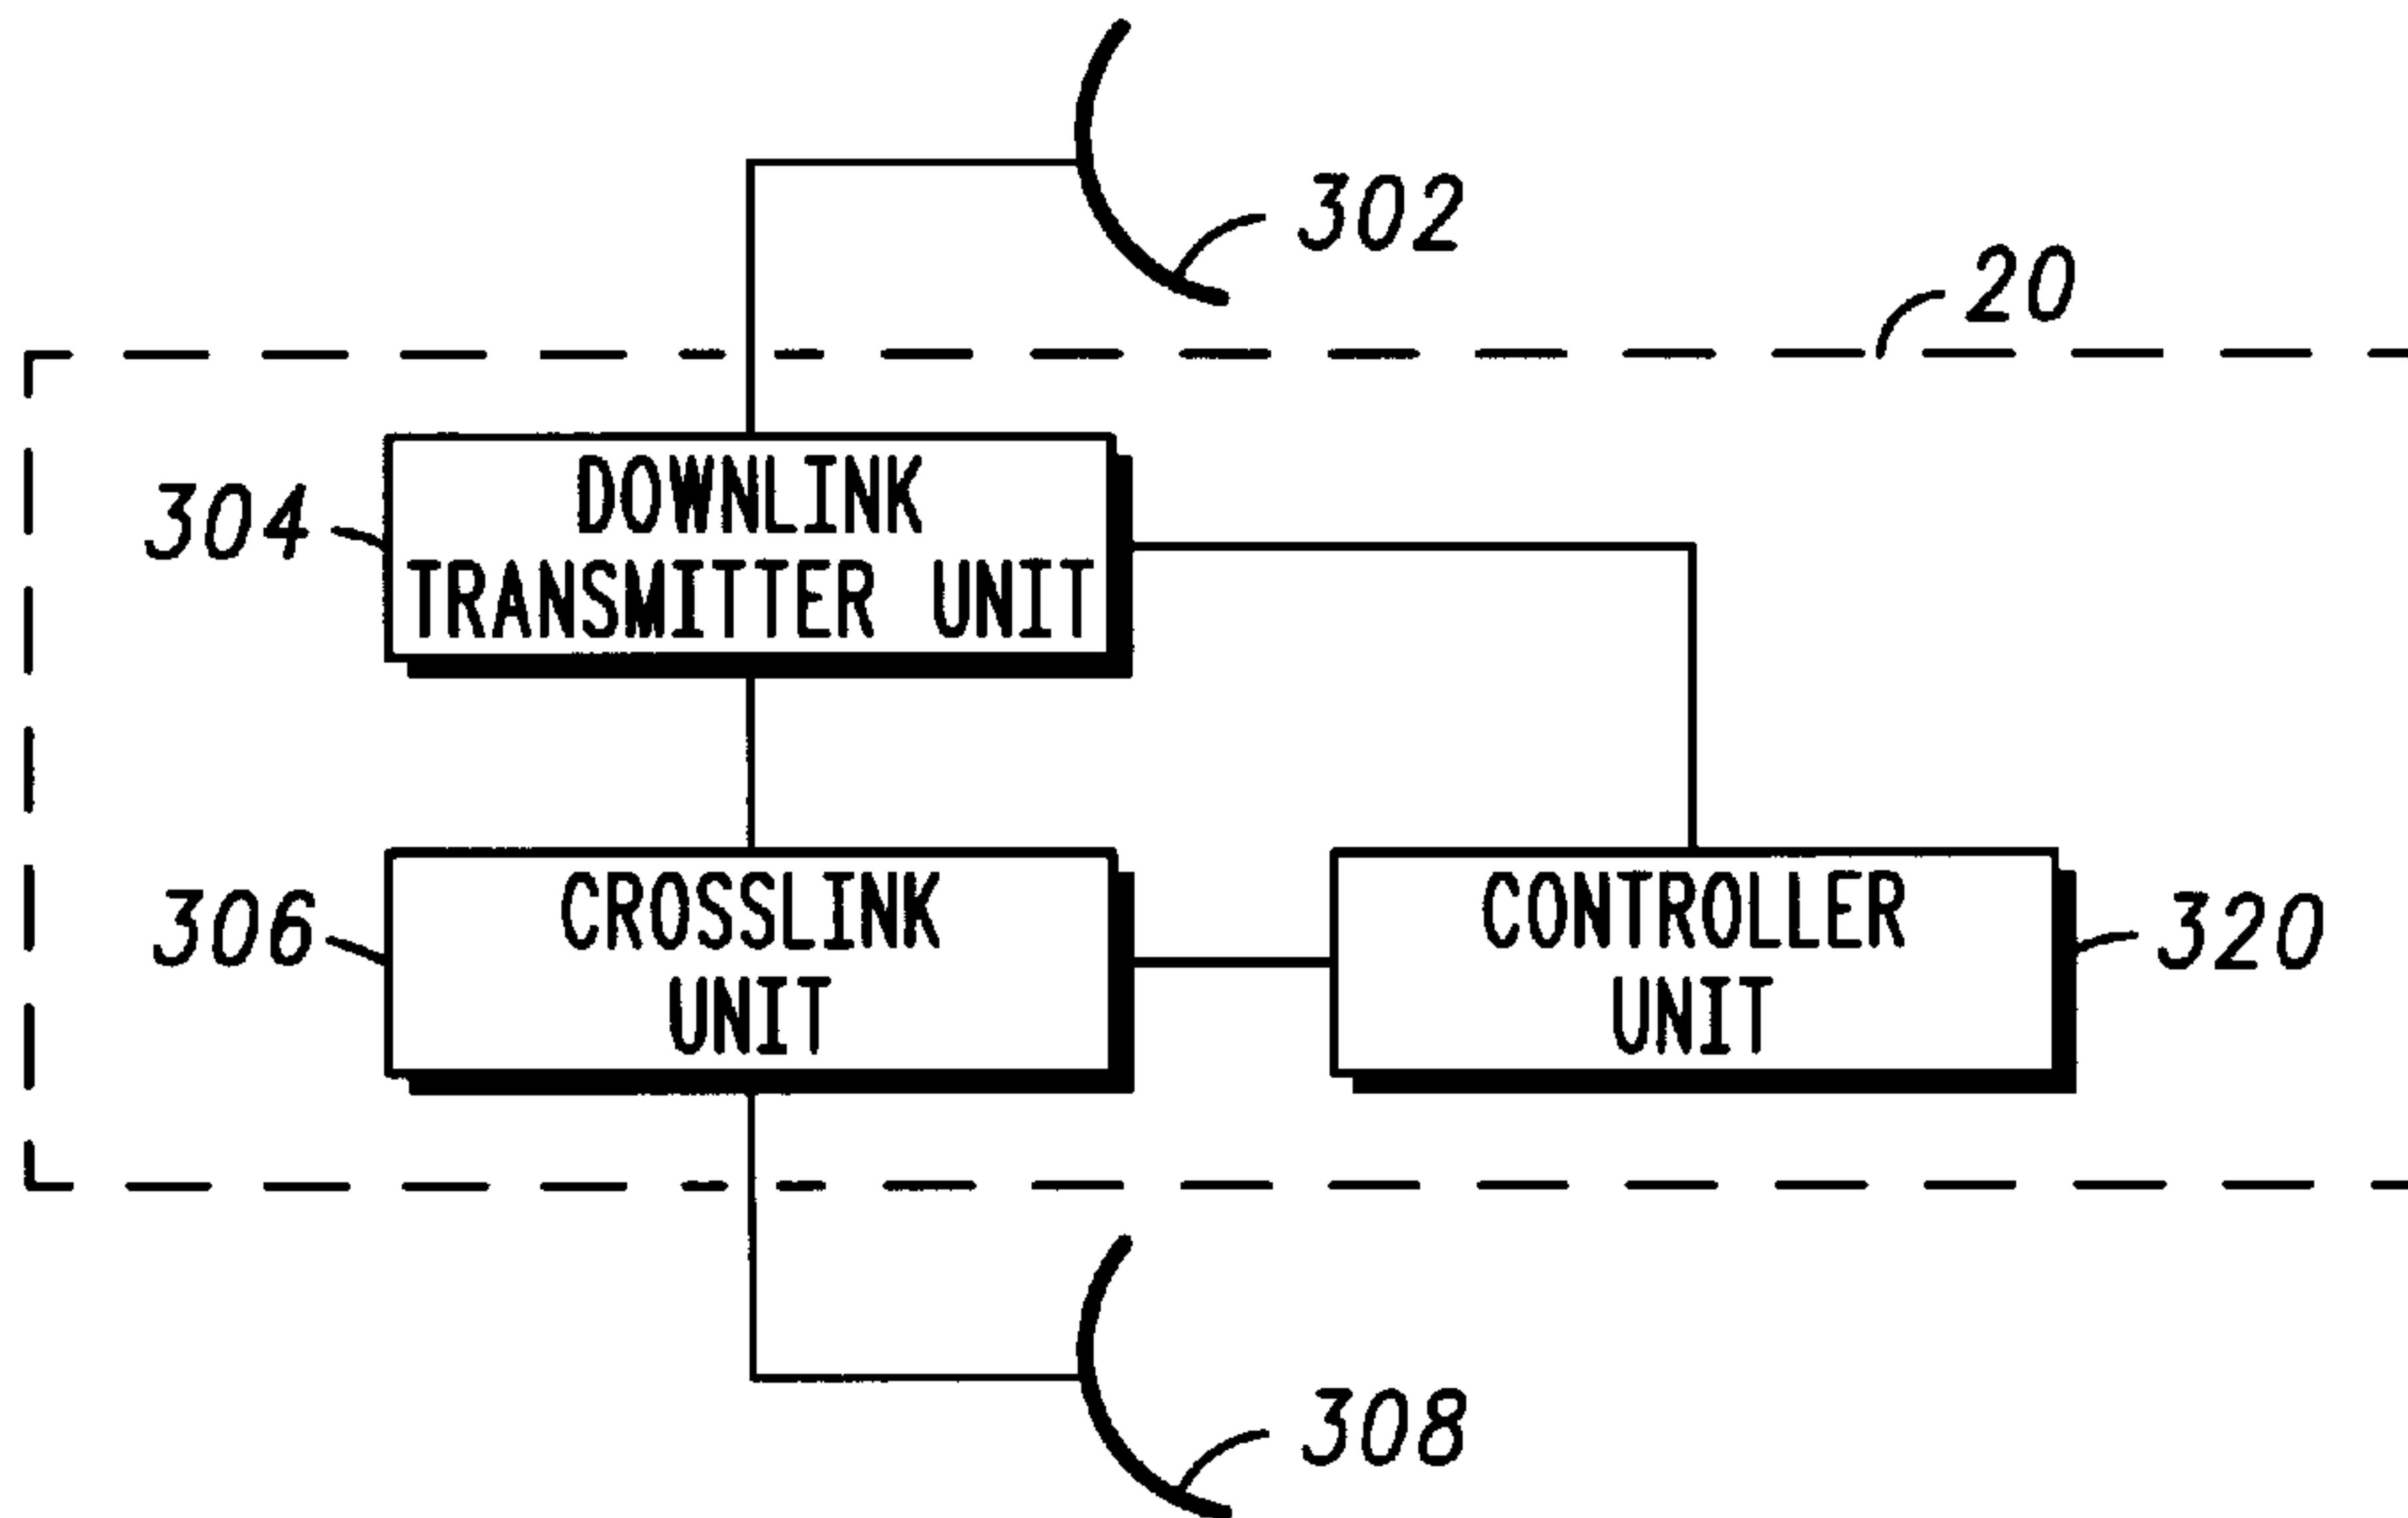 302
20
304
DOWNLINK
TRANSMITTER UNIT
306
CROSSLINK
UNIT
CONTROLLER
UNIT
320
308